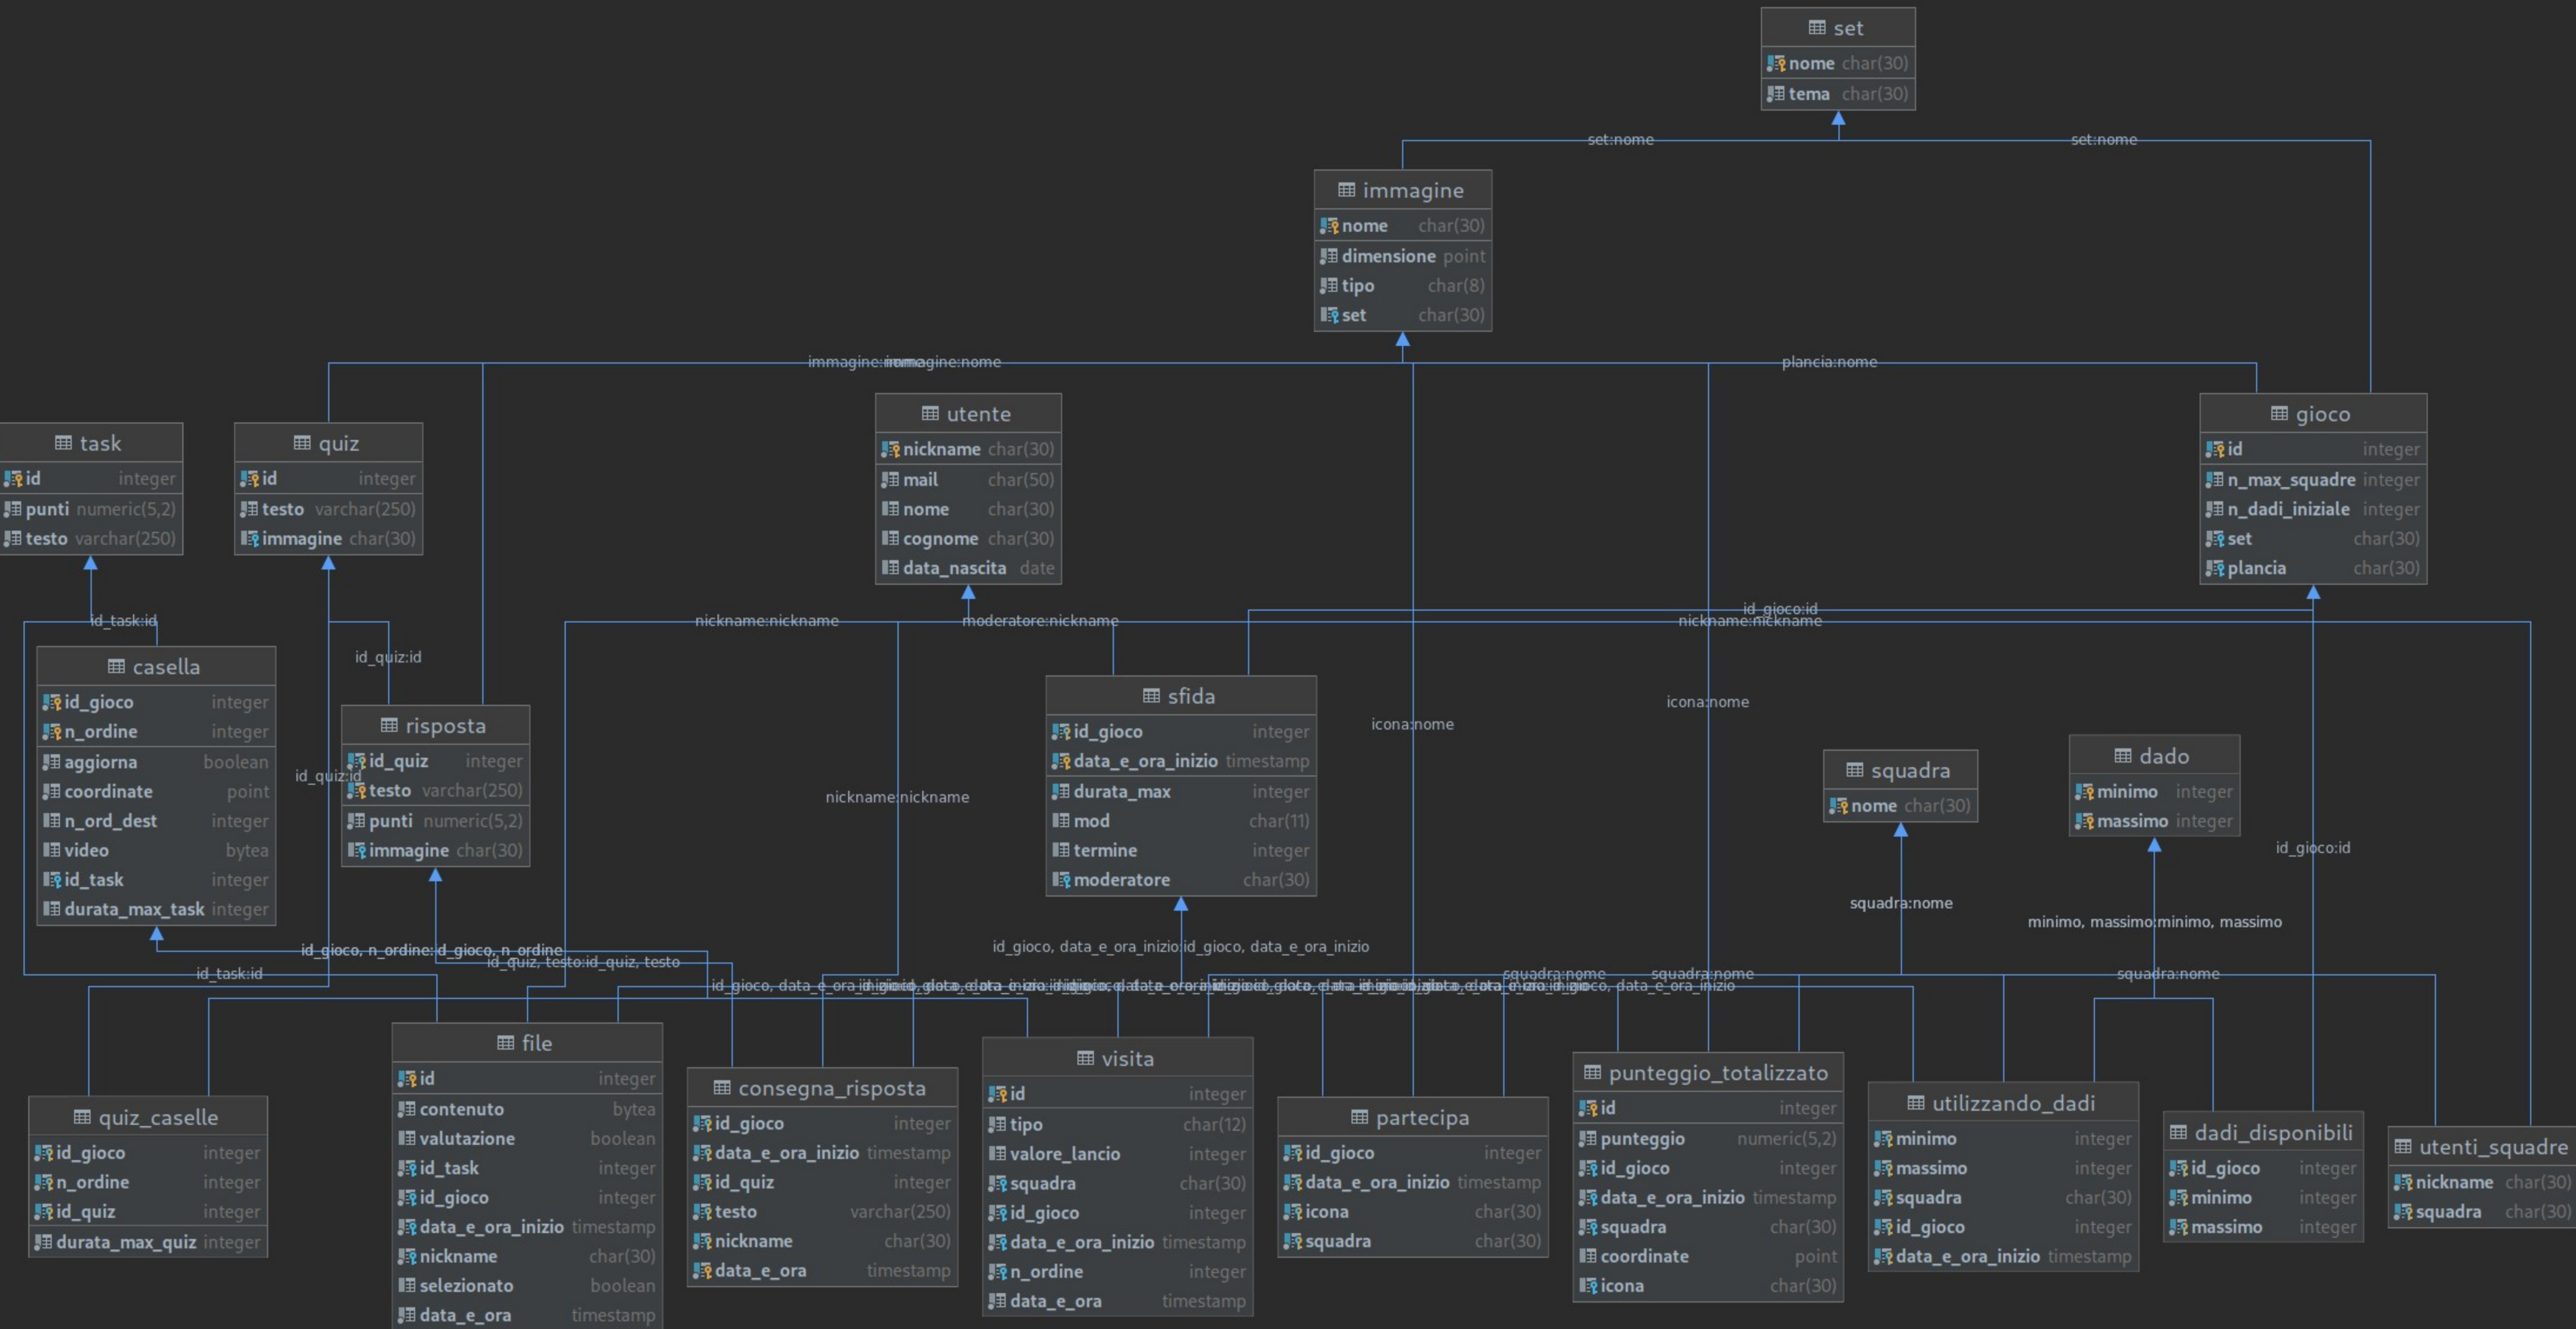 set
nome char(30)
tema char(30)
set:nome
set:nome
immagine
nome char(30)
dimensione point
tipo char(8)
set char(30)
immagine:nome
immagine:nome
plancia:nome
task
id integer
punti numeric(5,2)
testo varchar(250)
quiz
id integer
testo varchar(250)
immagine char(30)
utente
nickname char(30)
mail char(50)
nome char(30)
cognome char(30)
data_nascita date
gioco
id integer
n_max_squadre integer
n_dadi_iniziale integer
set char(30)
plancia char(30)
id_task:id
nickname:nickname
moderatore:nickname
id_gioco:id
nickname:nickname
id_quiz:id
casella
id_gioco integer
n_ordine integer
aggiorna boolean
coordinate point
n_ord_dest integer
video bytea
id_task integer
durata_max_task integer
id_quiz:id
risposta
id_quiz integer
testo varchar(250)
punti numeric(5,2)
immagine char(30)
nickname:nickname
sfida
id_gioco integer
data_e_ora_inizio timestamp
durata_max integer
mod char(11)
termine integer
moderatore char(30)
icona:nome
icona:nome
squadra
nome char(30)
dado
minimo integer
massimo integer
id_gioco:id
squadra:nome
minimo, massimo:minimo, massimo
id_gioco, n_ordine:id_gioco, n_ordine
id_quiz, testo:id_quiz, testo
id_gioco, data_e_ora_inizio:id_gioco, data_e_ora_inizio
id_task:id
squadra:nome
squadra:nome
squadra:nome
quiz_caselle
id_gioco integer
n_ordine integer
id_quiz integer
durata_max_quiz integer
file
id integer
contenuto bytea
valutazione boolean
id_task integer
id_gioco integer
data_e_ora_inizio timestamp
nickname char(30)
selezionato boolean
data_e_ora timestamp
consegna_risposta
id_gioco integer
data_e_ora_inizio timestamp
id_quiz integer
testo varchar(250)
nickname char(30)
data_e_ora timestamp
visita
id integer
tipo char(12)
valore_lancio integer
squadra char(30)
id_gioco integer
data_e_ora_inizio timestamp
n_ordine integer
data_e_ora timestamp
partecipa
id_gioco integer
data_e_ora_inizio timestamp
icona char(30)
squadra char(30)
punteggio_totalizzato
id integer
punteggio numeric(5,2)
id_gioco integer
data_e_ora_inizio timestamp
squadra char(30)
coordinate point
icona char(30)
utilizzando_dadi
minimo integer
massimo integer
squadra char(30)
id_gioco integer
data_e_ora_inizio timestamp
dadi_disponibili
id_gioco integer
minimo integer
massimo integer
utenti_squadre
nickname char(30)
squadra char(30)